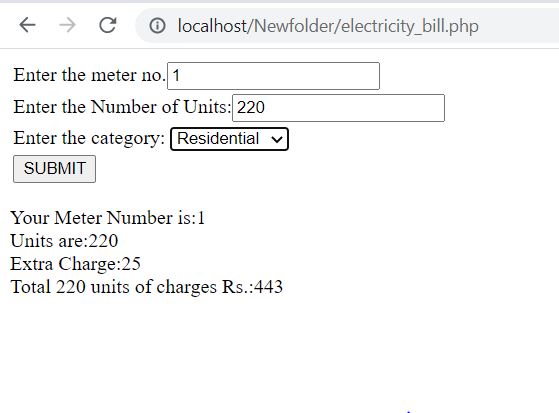 localhost/Newfolder/electricity_bill.php
Enter the meter no. 1
Enter the Number of Units: 220
Enter the category: Residential
SUBMIT
Your Meter Number is:1
Units are:220
Extra Charge:25
Total 220 units of charges Rs.:443